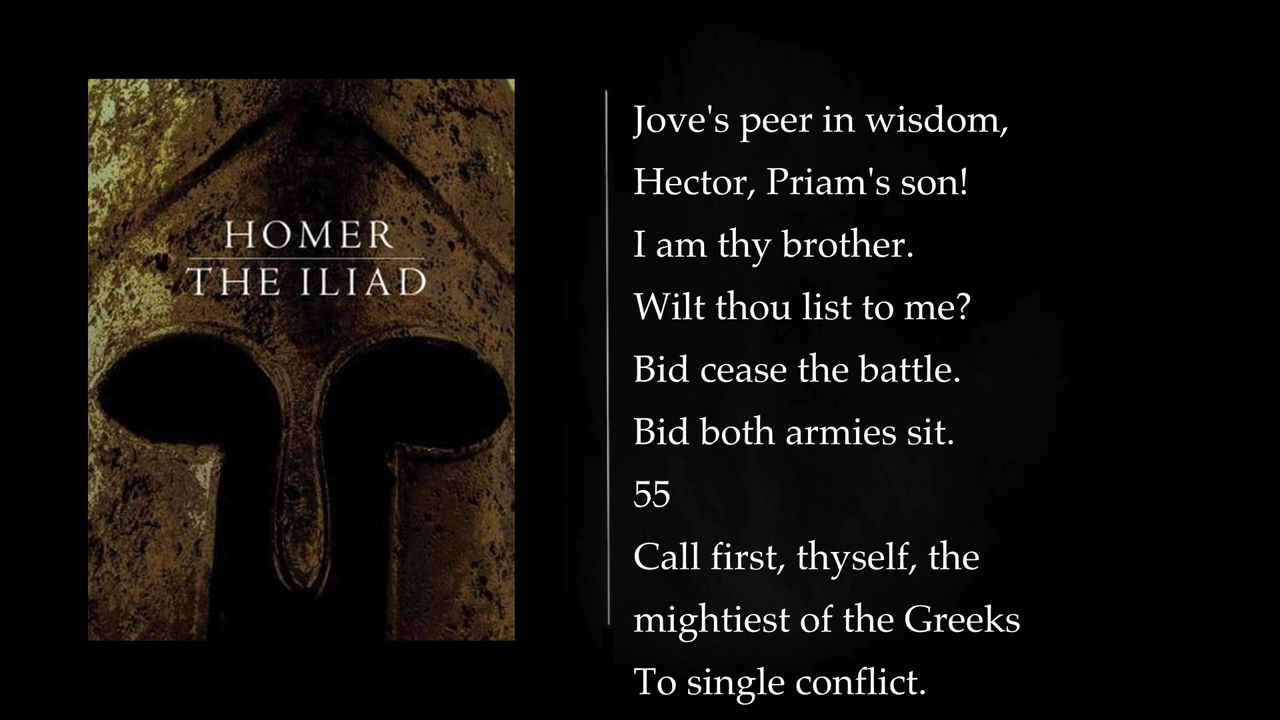 HOMER
THE ILIAD
Jove's peer in wisdom,
Hector, Priam's son!
I am thy brother.
Wilt thou list to me?
Bid cease the battle.
Bid both armies sit.
55
Call first, thyself, the
mightiest of the Greeks
To single conflict.